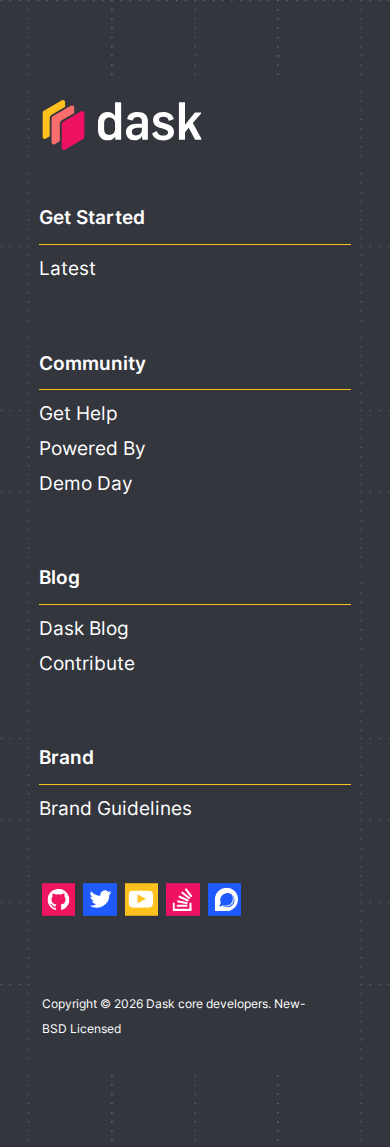 dask
Get Started
Latest
Community
Get Help
Powered By
Demo Day
Blog
Dask Blog
Contribute
Brand
Brand Guidelines
Copyright © 2026 Dask core developers. New-
BSD Licensed